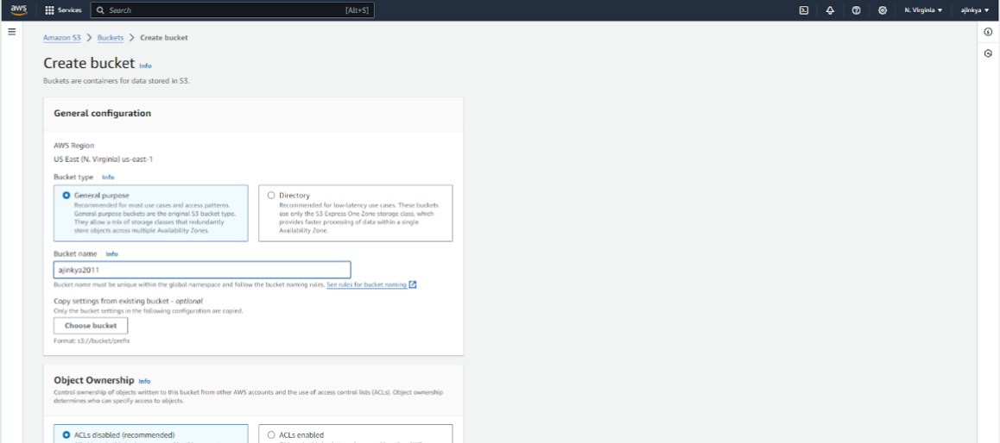 aws
Services
Search
[Alt+S]
N. Virginia
ajinkya
Amazon S3 > Buckets > Create bucket
Create bucket Info
Buckets are containers for data stored in S3.
General configuration
AWS Region
US East (N. Virginia) us-east-1
Bucket type Info
General purpose
Recommended for most use cases and access patterns.
General purpose buckets are the original S3 bucket type.
They allow a mix of storage classes that redundantly
store objects across multiple Availability Zones.
Directory
Recommended for low-latency use cases. These buckets
use only the S3 Express One Zone storage class, which
provides faster processing of data within a single
Availability Zone.
Bucket name Info
ajinkya2011
Bucket name must be unique within the global namespace and follow the bucket naming rules. See rules for bucket naming
Copy settings from existing bucket - optional
Only the bucket settings in the following configuration are copied.
Choose bucket
Format: s3://bucket/prefix
Object Ownership Info
Control ownership of objects written to this bucket from other AWS accounts and the use of access control lists (ACLs). Object ownership
determines who can specify access to objects.
ACLs disabled (recommended)
ACLs enabled